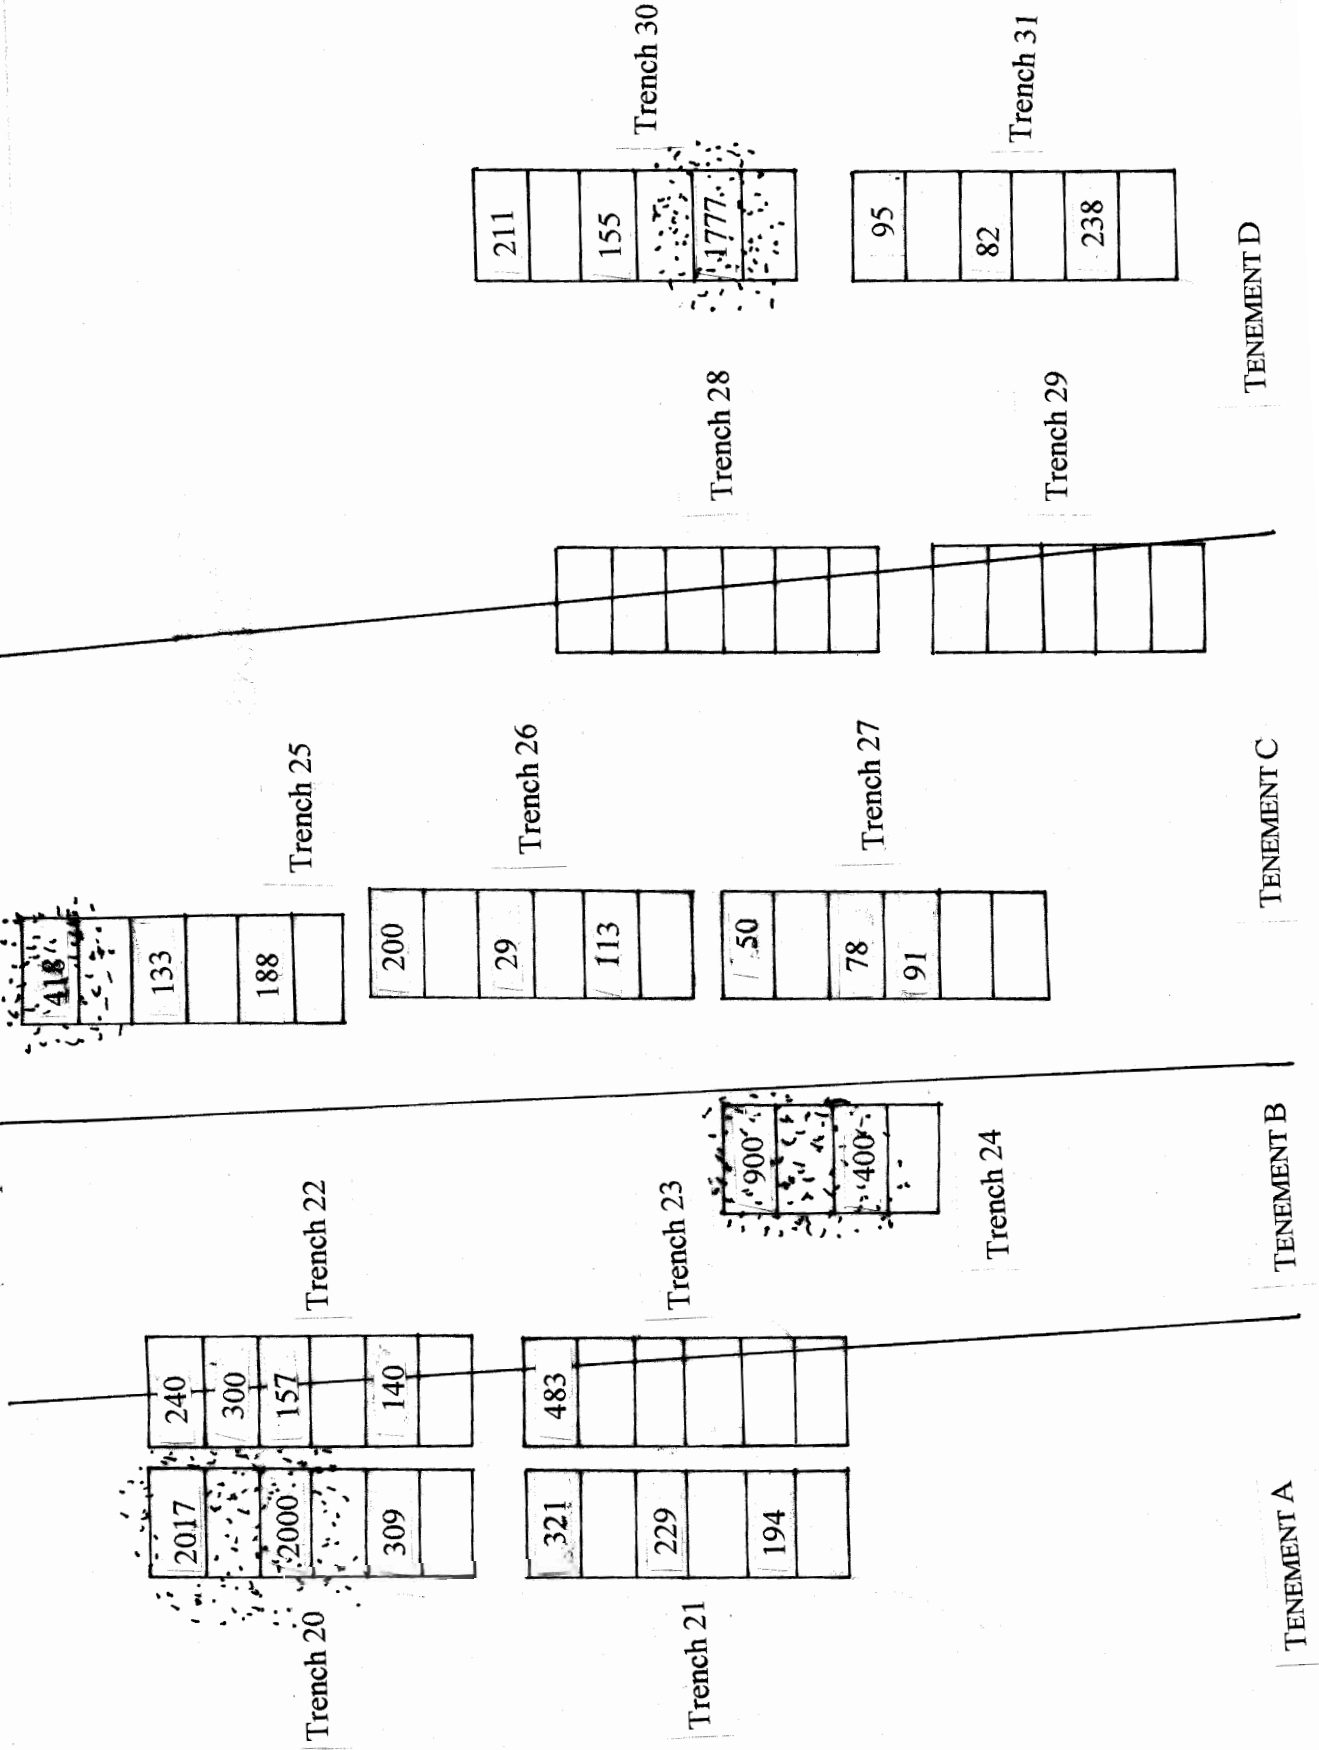 Trench 25
418
133
188
Trench 30
211
155
1777
Trench 26
200
29
113
Trench 28
Trench 22
240
300
157
140
Trench 20
2017
2000
309
Trench 31
95
82
238
Trench 29
Trench 27
50
78
91
Trench 24
900
400
Trench 23
483
Trench 21
321
229
194
TENEMENT A
TENEMENT B
TENEMENT C
TENEMENT D